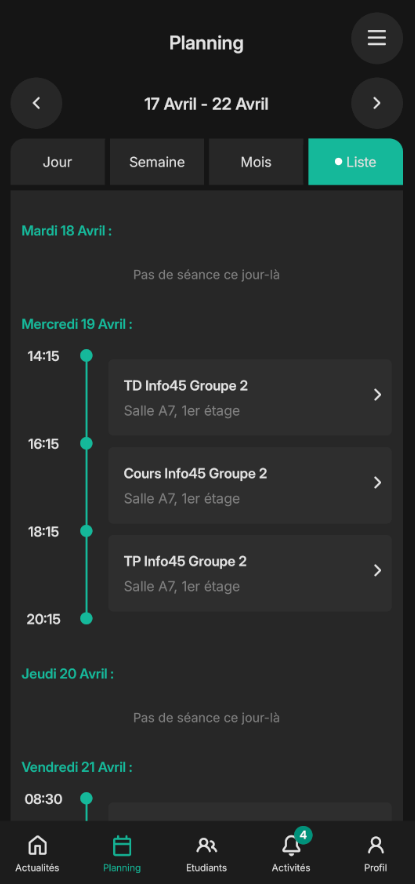 Planning
17 Avril - 22 Avril
Jour
Semaine
Mois
Liste
Mardi 18 Avril :
Pas de séance ce jour-là
Mercredi 19 Avril :
14:15
TD Info45 Groupe 2
Salle A7, 1er étage
16:15
Cours Info45 Groupe 2
Salle A7, 1er étage
18:15
TP Info45 Groupe 2
Salle A7, 1er étage
20:15
Jeudi 20 Avril :
Pas de séance ce jour-là
Vendredi 21 Avril :
08:30
4
Actualités
Planning
Etudiants
Activités
Profil